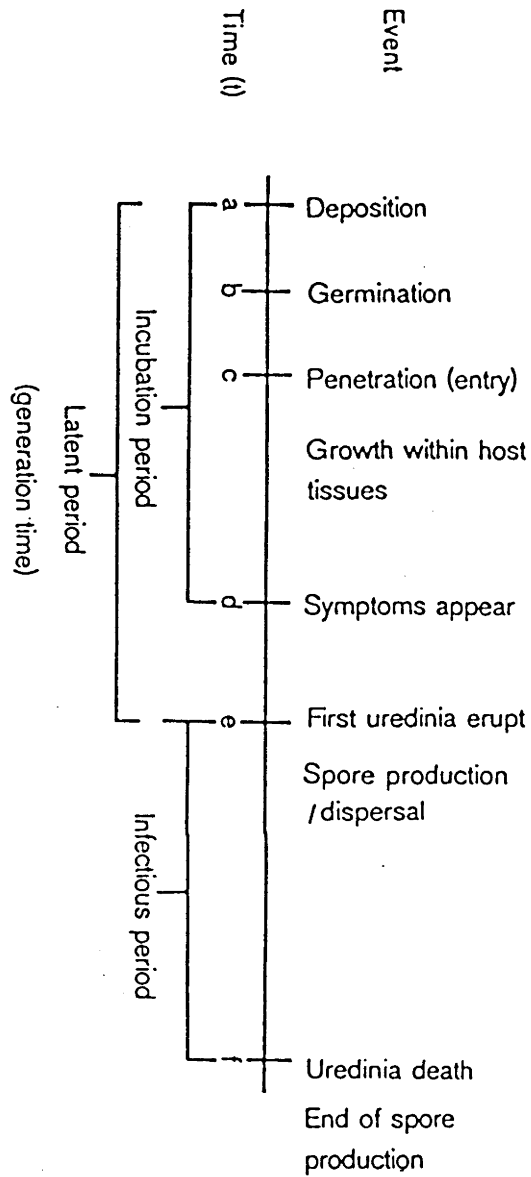 Event
Time (t)
a
Deposition
b
Germination
c
Penetration (entry)
Growth within host
tissues
d
Symptoms appear
e
First uredinia erupt
Spore production
/dispersal
f
Uredinia death
End of spore
production
Incubation period
Latent period
(generation time)
Infectious period